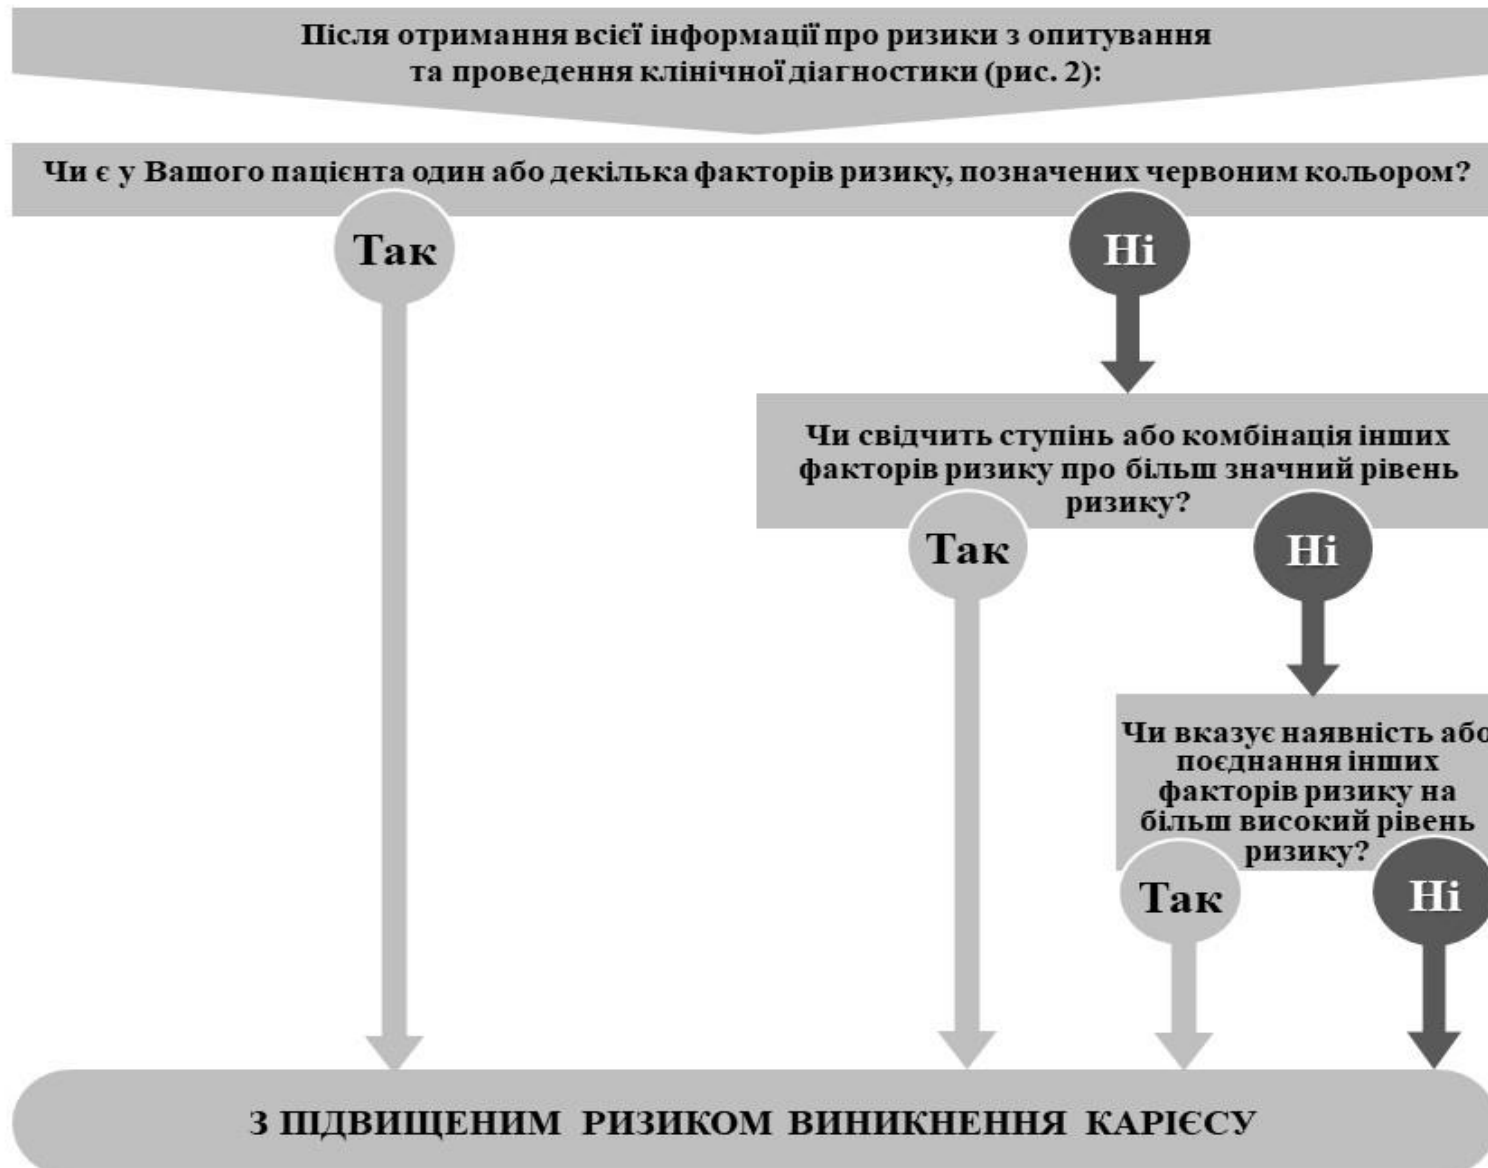 Після отримання всієї інформації про ризики з опитування
та проведення клінічної діагностики (рис. 2):
Чи є у Вашого пацієнта один або декілька факторів ризику, позначених червоним кольором?
Так
Ні
Чи свідчить ступінь або комбінація інших
факторів ризику про більш значний рівень
ризику?
Так
Ні
Чи вказує наявність або
поєднання інших
факторів ризику на
більш високий рівень
ризику?
Так
Ні
З ПІДВИЩЕНИМ РИЗИКОМ ВИНИКНЕННЯ КАРІЄСУ